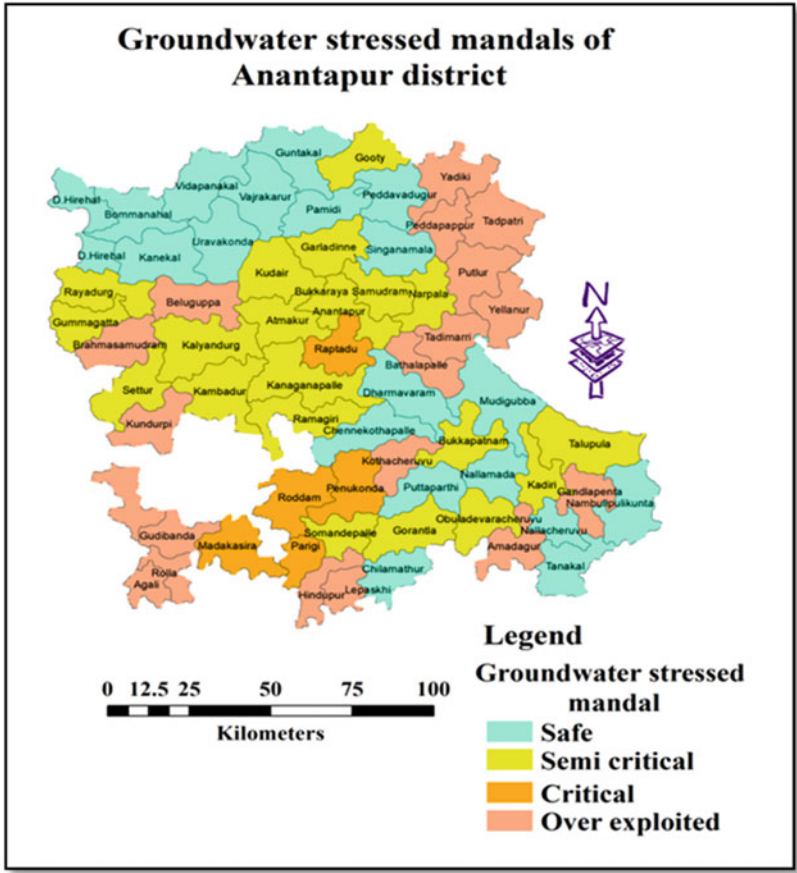 Groundwater stressed mandals of
Anantapur district
Guntakal
Gooty
Yadiki
D.Hirehal
Vidapanakal
Vajrakarur
Peddavadugur
Bommanahal
Pamidi
Peddapappur
Tadpatri
Uravakonda
Garladinne
Singanamala
D.Hirehal
Kanekal
Kudair
Putlur
Rayadurg
Beluguppa
Bukkaraya
Samudram
Narpala
Yellanur
Gummagatta
Atmakur
Anantapur
Brahmasamudram
Kalyandurg
Raptadu
Tadimarri
Bathalapalle
Settur
Kambadur
Kanaganapalle
Dharmavaram
Mudigubba
Kundurpi
Ramagiri
Chennekothapalle
Bukkapatnam
Talupula
Kothacheruvu
Nallamada
Roddam
Penukonda
Puttaparthi
Kadiri
Gandlapenta
Nambulipulikunta
Gudibanda
Madakasira
Parigi
Somandepalle
Gorantla
Obuladevaracheruvu
Nallacheruvu
Amadagur
Rolla
Agali
Chilamathur
Tanakal
Hindupur
Lepaskhi
N
Legend
Groundwater stressed
mandal
Safe
Semi critical
Critical
Over exploited
0 12.5 25 50 75 100
Kilometers